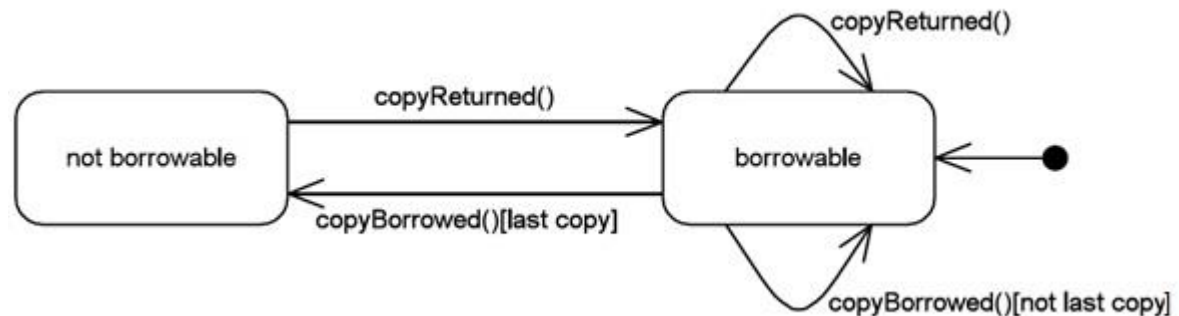 copyReturned()
copyReturned()
not borrowable
borrowable
copyBorrowed()[last copy]
copyBorrowed()[not last copy]